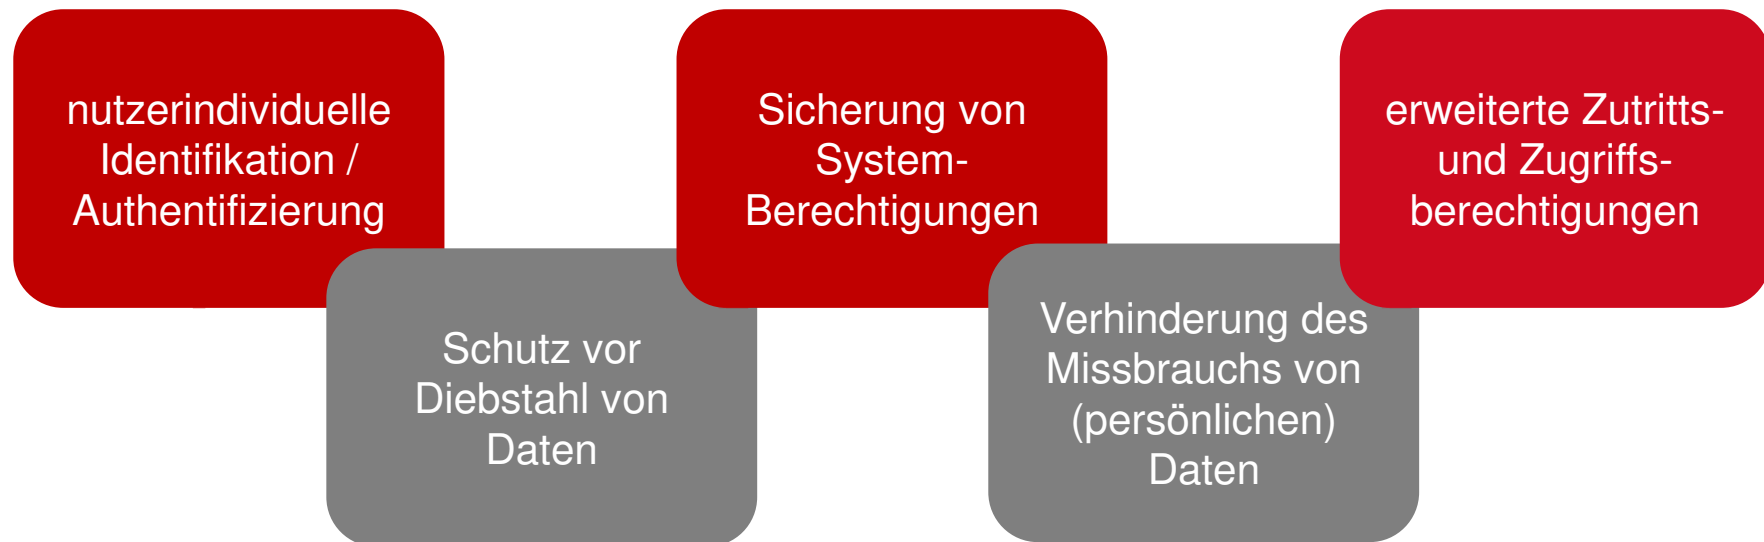 nutzerindividuelle
Identifikation /
Authentifizierung
Schutz vor
Diebstahl von
Daten
Sicherung von
System-
Berechtigungen
Verhinderung des
Missbrauchs von
(persönlichen)
Daten
erweiterte Zutritts-
und Zugriffs-
berechtigungen